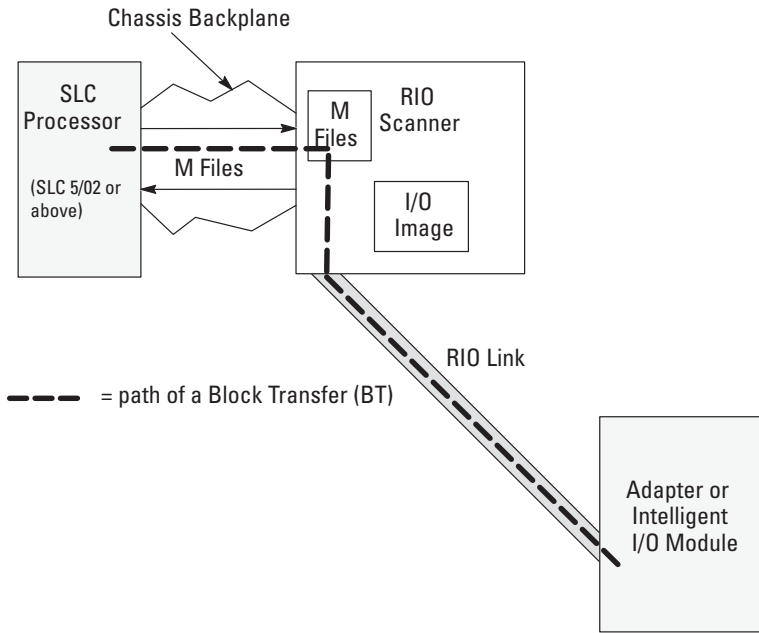 Chassis Backplane
SLC
Processor
(SLC 5/02 or
above)
M Files
M
Files
RIO
Scanner
I/O
Image
RIO Link
= path of a Block Transfer (BT)
Adapter or
Intelligent
I/O Module